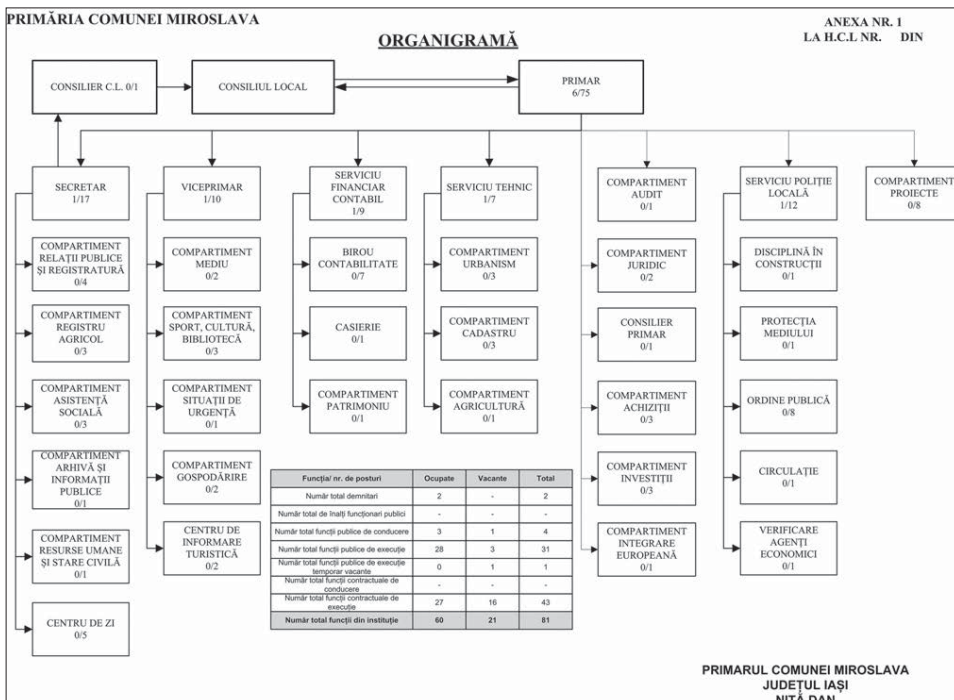 PRIMĂRIA COMUNEI MIROSLAVA
ANEXA NR. 1
LA H.C.L NR. DIN
ORGANIGRAMĂ
CONSILIER C.L. 0/1
CONSILIUL LOCAL
PRIMAR
6/75
SECRETAR
1/17
VICEPRIMAR
1/10
SERVICIU
FINANCIAR
CONTABIL
1/9
SERVICIU TEHNIC
1/7
COMPARTIMENT
AUDIT
0/1
SERVICIU POLIȚIE
LOCALĂ
1/12
COMPARTIMENT
PROIECTE
0/8
COMPARTIMENT
RELAȚII PUBLICE
ȘI REGISTRATURĂ
0/4
COMPARTIMENT
MEDIU
0/2
BIROU
CONTABILITATE
0/7
COMPARTIMENT
URBANISM
0/3
COMPARTIMENT
JURIDIC
0/2
DISCIPLINĂ ÎN
CONSTRUCȚII
0/1
COMPARTIMENT
REGISTRU
AGRICOL
0/3
COMPARTIMENT
SPORT, CULTURĂ,
BIBLIOTECĂ
0/3
CASIERIE
0/1
COMPARTIMENT
CADASTRU
0/3
CONSILIER
PRIMAR
0/1
PROTECȚIA
MEDIULUI
0/1
COMPARTIMENT
ASISTENȚĂ
SOCIALĂ
0/3
COMPARTIMENT
SITUAȚII DE
URGENȚĂ
0/1
COMPARTIMENT
PATRIMONIU
0/1
COMPARTIMENT
AGRICULTURĂ
0/1
COMPARTIMENT
ACHIZIȚII
0/3
ORDINE PUBLICĂ
0/8
COMPARTIMENT
ARHIVĂ ȘI
INFORMAȚII
PUBLICE
0/1
COMPARTIMENT
GOSPODĂRIRE
0/2
COMPARTIMENT
INVESTIȚII
0/3
CIRCULAȚIE
0/1
COMPARTIMENT
RESURSE UMANE
ȘI STARE CIVILĂ
0/1
CENTRU DE
INFORMARE
TURISTICĂ
0/2
COMPARTIMENT
INTEGRARE
EUROPEANĂ
0/1
VERIFICARE
AGENȚI
ECONOMICI
0/1
CENTRU DE ZI
0/5
Funcția/ nr. de posturi Ocupate Vacante Total
Număr total demnitari 2 - 2
Număr total de înalți funcționari publici - - -
Număr total funcții publice de conducere 3 1 4
Număr total funcții publice de execuție 28 3 31
Număr total funcții publice de execuție
temporar vacante 0 1 1
Număr total funcții contractuale de
conducere - - -
Număr total funcții contractuale de
execuție 27 16 43
Număr total funcții din instituție 60 21 81
PRIMARUL COMUNEI MIROSLAVA
JUDEȚUL IAȘI
NIȚĂ DAN